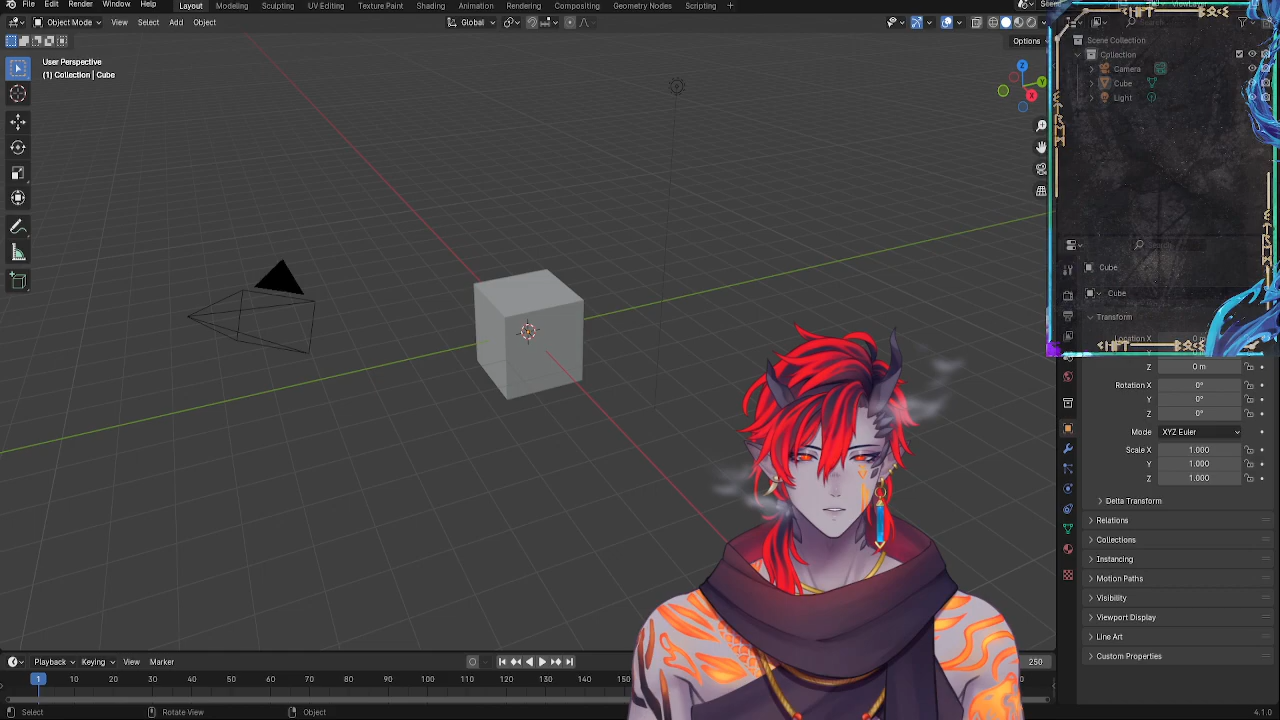 File Edit Render Window Help Layout Modeling Sculpting UV Editing Texture Paint Shading Animation Rendering Compositing Geometry Nodes Scripting
Object Mode View Select Add Object Global
Options
User Perspective
(1) Collection | Cube
Z
Y
X
Search
Scene Collection
Collection
Camera
Cube
Light
Search
Cube
Cube
Transform
Location X
Z 0 m
Rotation X 0°
Y 0°
Z 0°
Mode XYZ Euler
Scale X 1.000
Y 1.000
Z 1.000
Delta Transform
Relations
Collections
Instancing
Motion Paths
Visibility
Viewport Display
Line Art
Custom Properties
Playback Keying View Marker 250
1 10 20 30 40 50 60 70 80 90 100 110 120 130 140
Select Rotate View Object 4.1.0